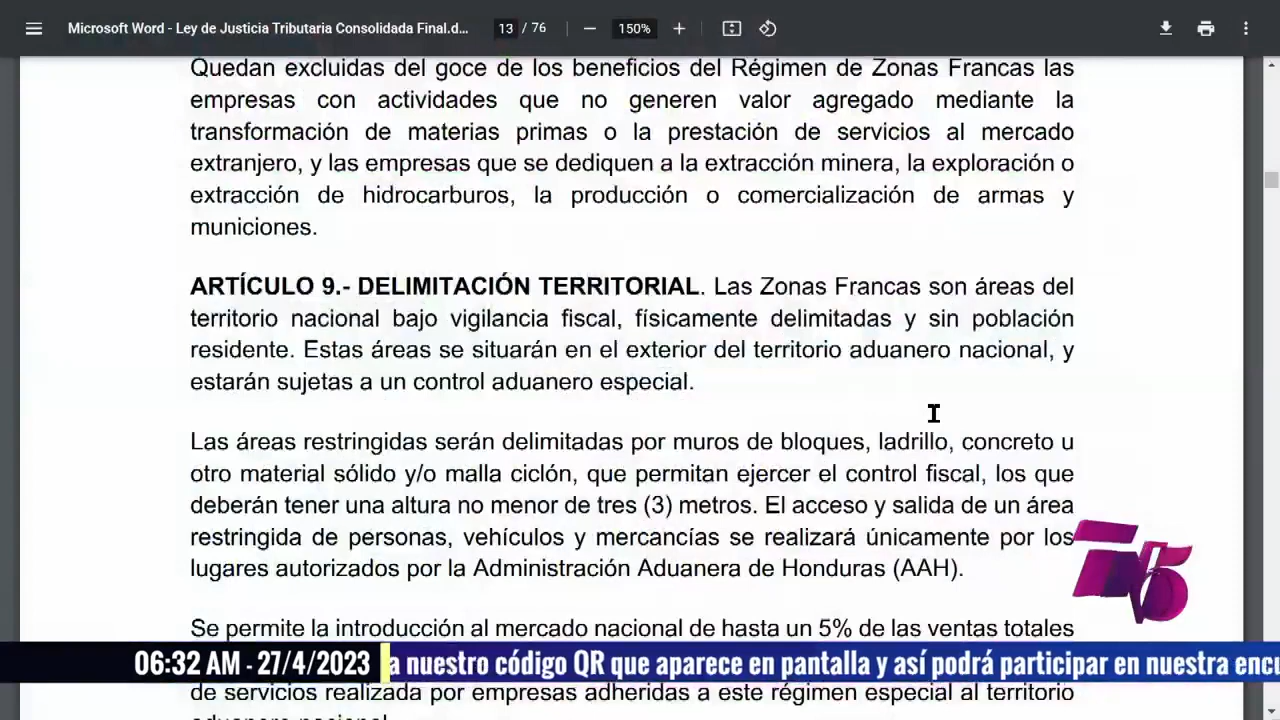 Microsoft Word - Ley de Justicia Tributaria Consolidada Final.d...
13 / 76
150%
Quedan excluidas del goce de los beneficios del Régimen de Zonas Francas las
empresas con actividades que no generen valor agregado mediante la
transformación de materias primas o la prestación de servicios al mercado
extranjero, y las empresas que se dediquen a la extracción minera, la exploración o
extracción de hidrocarburos, la producción o comercialización de armas y
municiones.
ARTÍCULO 9.- DELIMITACIÓN TERRITORIAL. Las Zonas Francas son áreas del
territorio nacional bajo vigilancia fiscal, físicamente delimitadas y sin población
residente. Estas áreas se situarán en el exterior del territorio aduanero nacional, y
estarán sujetas a un control aduanero especial.
Las áreas restringidas serán delimitadas por muros de bloques, ladrillo, concreto u
otro material sólido y/o malla ciclón, que permitan ejercer el control fiscal, los que
deberán tener una altura no menor de tres (3) metros. El acceso y salida de un área
restringida de personas, vehículos y mercancías se realizará únicamente por los
lugares autorizados por la Administración Aduanera de Honduras (AAH).
Se permite la introducción al mercado nacional de hasta un 5% de las ventas totales
06:32 AM - 27/4/2023
a nuestro código QR que aparece en pantalla y así podrá participar en nuestra encu
de servicios realizada por empresas adheridas a este régimen especial al territorio